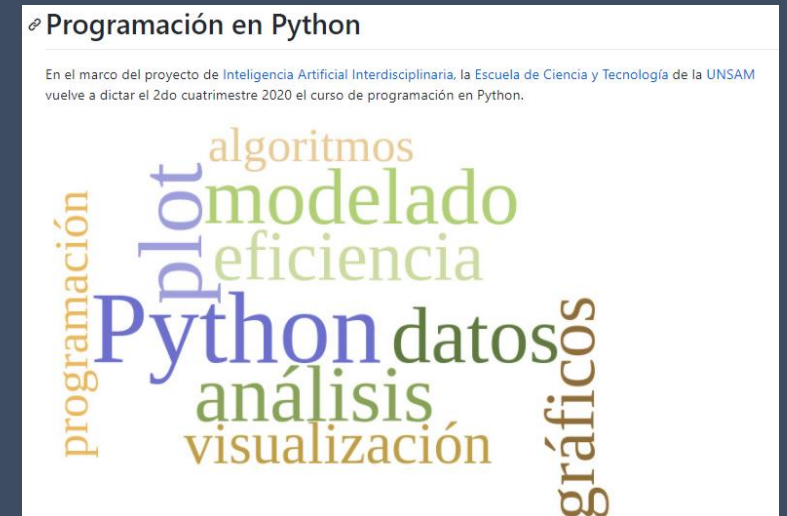 Programación en Python
En el marco del proyecto de Inteligencia Artificial Interdisciplinaria, la Escuela de Ciencia y Tecnología de la UNSAM
vuelve a dictar el 2do cuatrimestre 2020 el curso de programación en Python.
algoritmos
plot
modelado
programación
eficiencia
Python
datos
gráficos
análisis
visualización